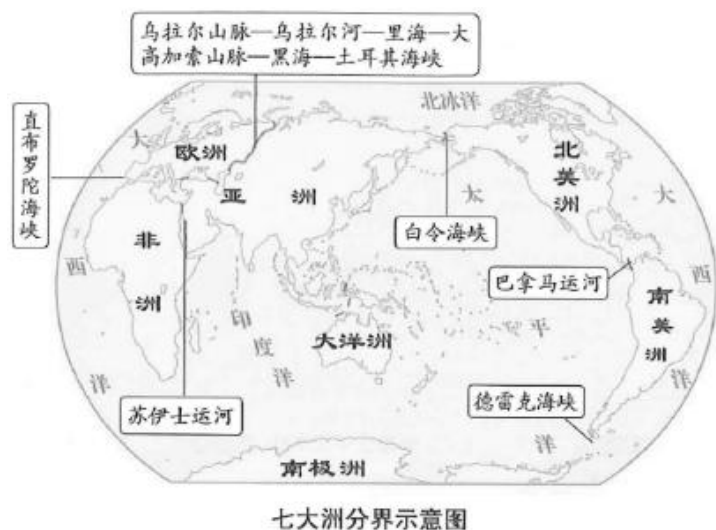 乌拉尔山脉—乌拉尔河—里海—大
高加索山脉—黑海—土耳其海峡
直布罗陀海峡
北冰洋
大西洋
欧洲
亚洲
北美洲
太平洋
大西洋
白令海峡
非洲
巴拿马运河
印度洋
大洋洲
南美洲
苏伊士运河
德雷克海峡
南极洲
七大洲分界示意图